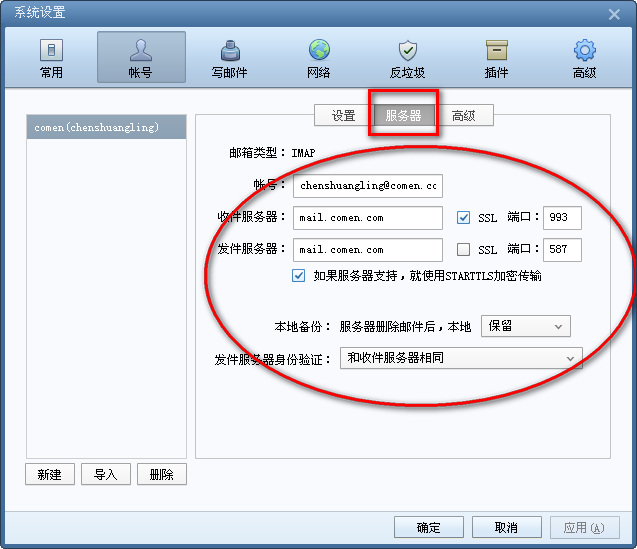 系统设置
常用 帐号 写邮件 网络 反垃圾 插件 高级
设置 服务器 高级
comen(chenshuangling)
邮箱类型： IMAP
帐号： chenshuangling@comen.cc
收件服务器： mail.comen.com SSL 端口： 993
发件服务器： mail.comen.com SSL 端口： 587
如果服务器支持，就使用STARTTLS加密传输
本地备份： 服务器删除邮件后，本地 保留
发件服务器身份验证： 和收件服务器相同
新建 导入 删除
确定 取消 应用(A)